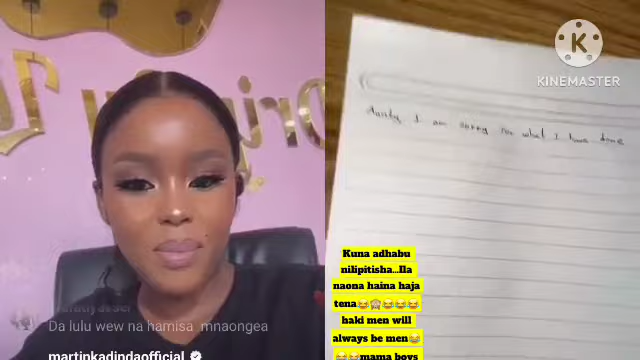 Da lulu wew na hamisa mnaongea
martinkadindaofficial
KINEMASTER
K
I am sorry for what I have done
Kuna adhabu
nilipitisha...Ila
naona haina haja
tena😂🙈😂😂😂
haki men will
always be men😂
😂😂mama boys